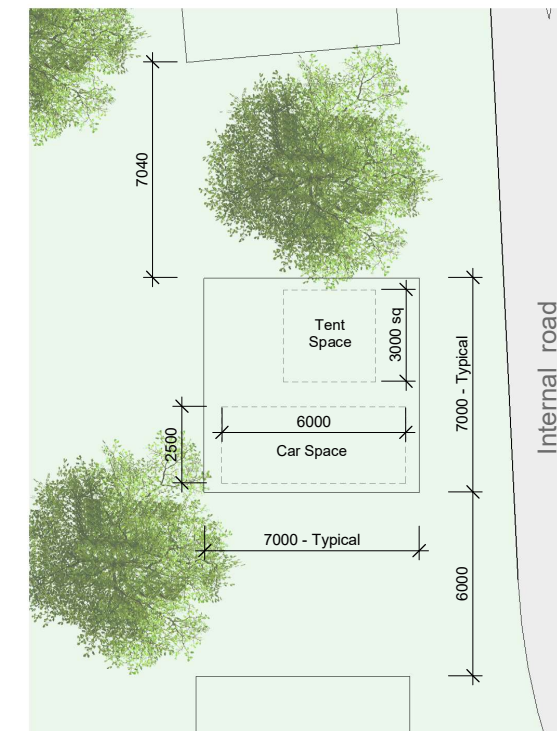 7040
Tent
Space
3000 sq
7000 - Typical
Internal road
2500
6000
Car Space
7000 - Typical
6000